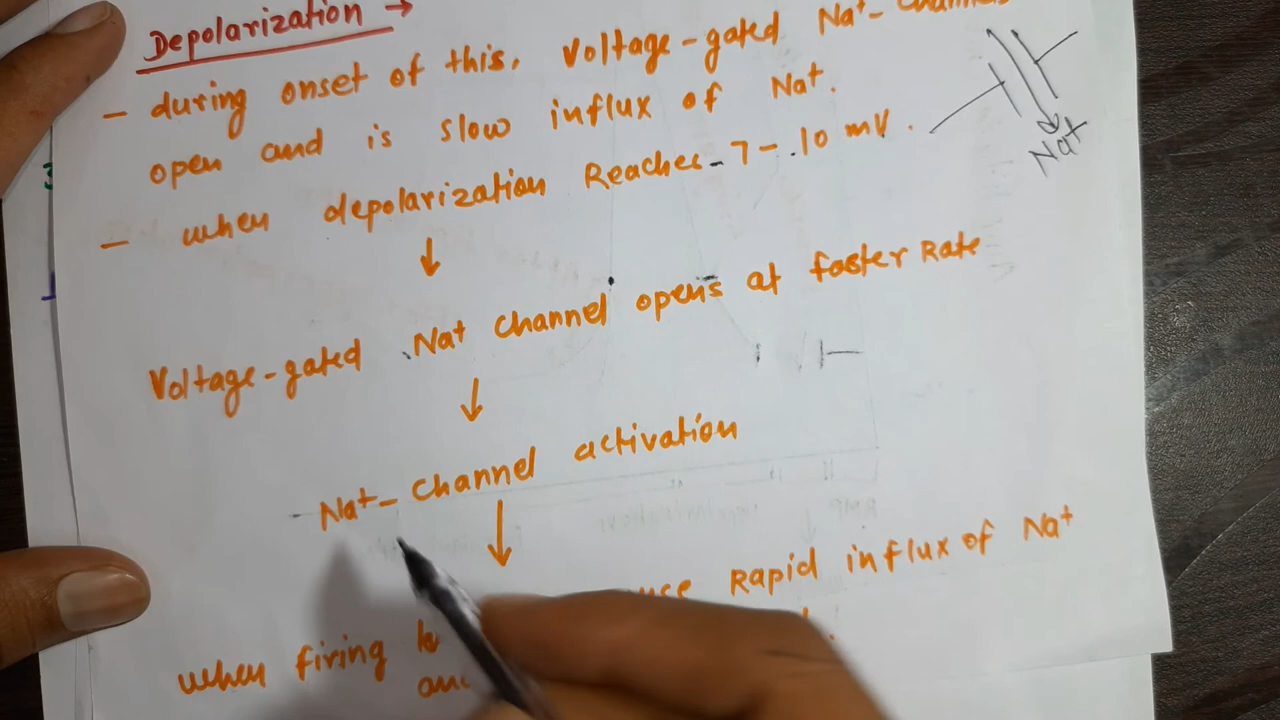 Depolarization →
- during onset of this, Voltage-gated Na+- channels
open and is slow influx of Na+.
Na+
- when depolarization Reaches - 7 - 10 mV.
↓
Voltage-gated Na+ channel opens at faster Rate
↓
Na+- channel activation
↓
Rapid influx of Na+
when firing